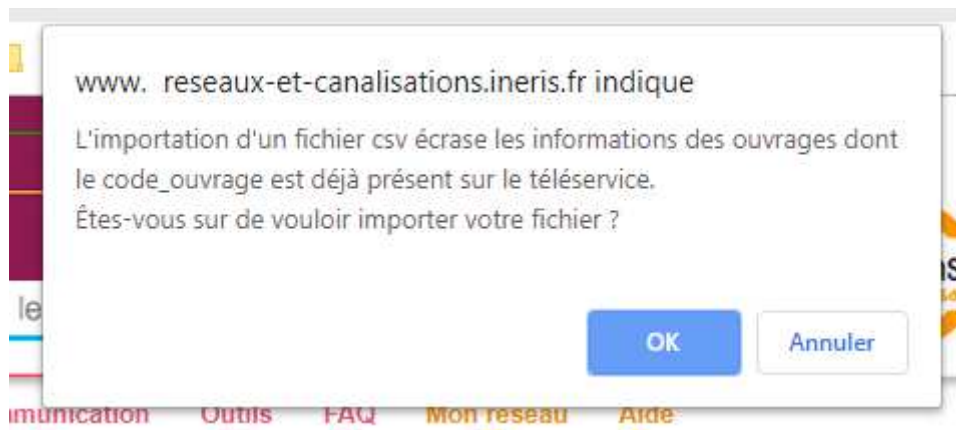 www. reseaux-et-canalisations.ineris.fr indique
L'importation d'un fichier csv écrase les informations des ouvrages dont
le code_ouvrage est déjà présent sur le téléservice.
Êtes-vous sur de vouloir importer votre fichier ?
le
OK Annuler
mmunication Outils FAQ Mon réseau Aide